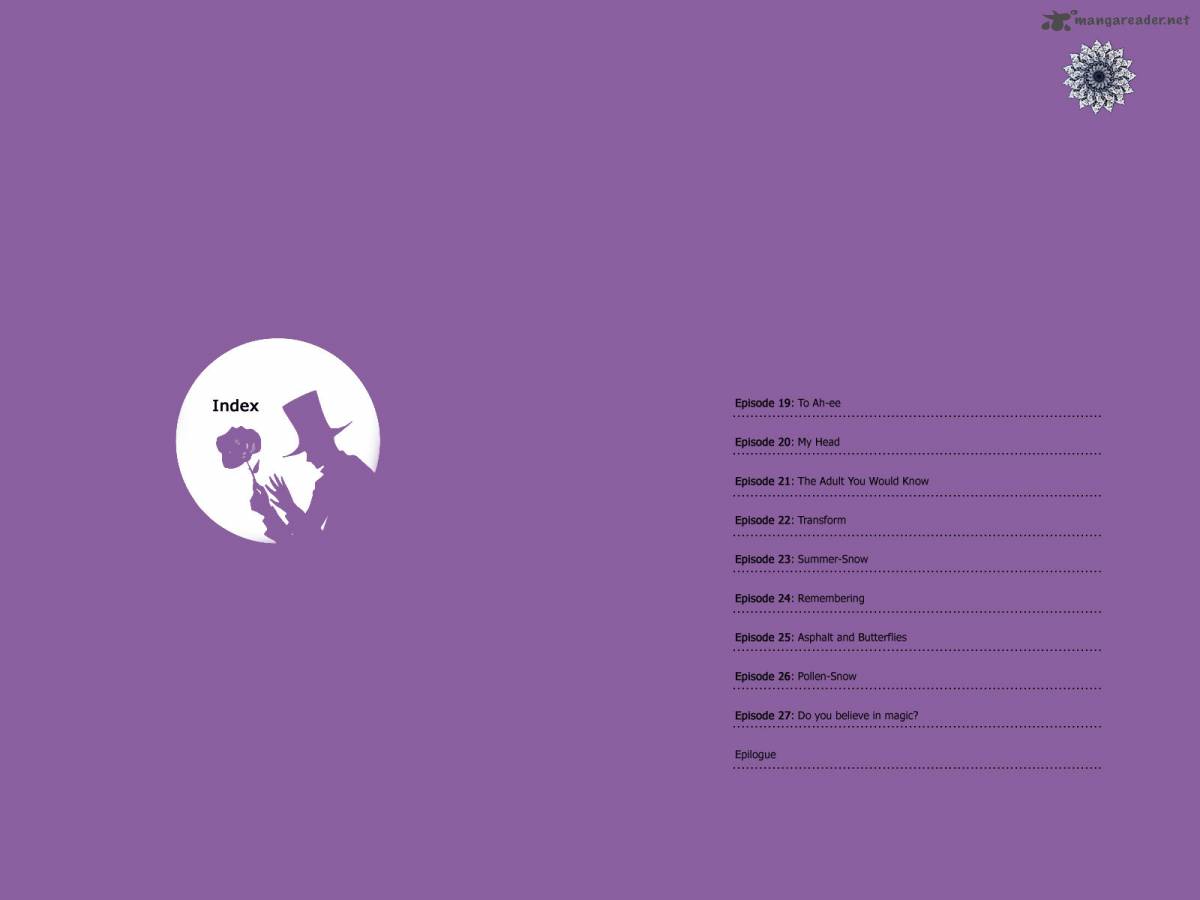 mangareader.net
Index
Episode 19: To Ah-ee
Episode 20: My Head
Episode 21: The Adult You Would Know
Episode 22: Transform
Episode 23: Summer-Snow
Episode 24: Remembering
Episode 25: Asphalt and Butterflies
Episode 26: Pollen-Snow
Episode 27: Do you believe in magic?
Epilogue